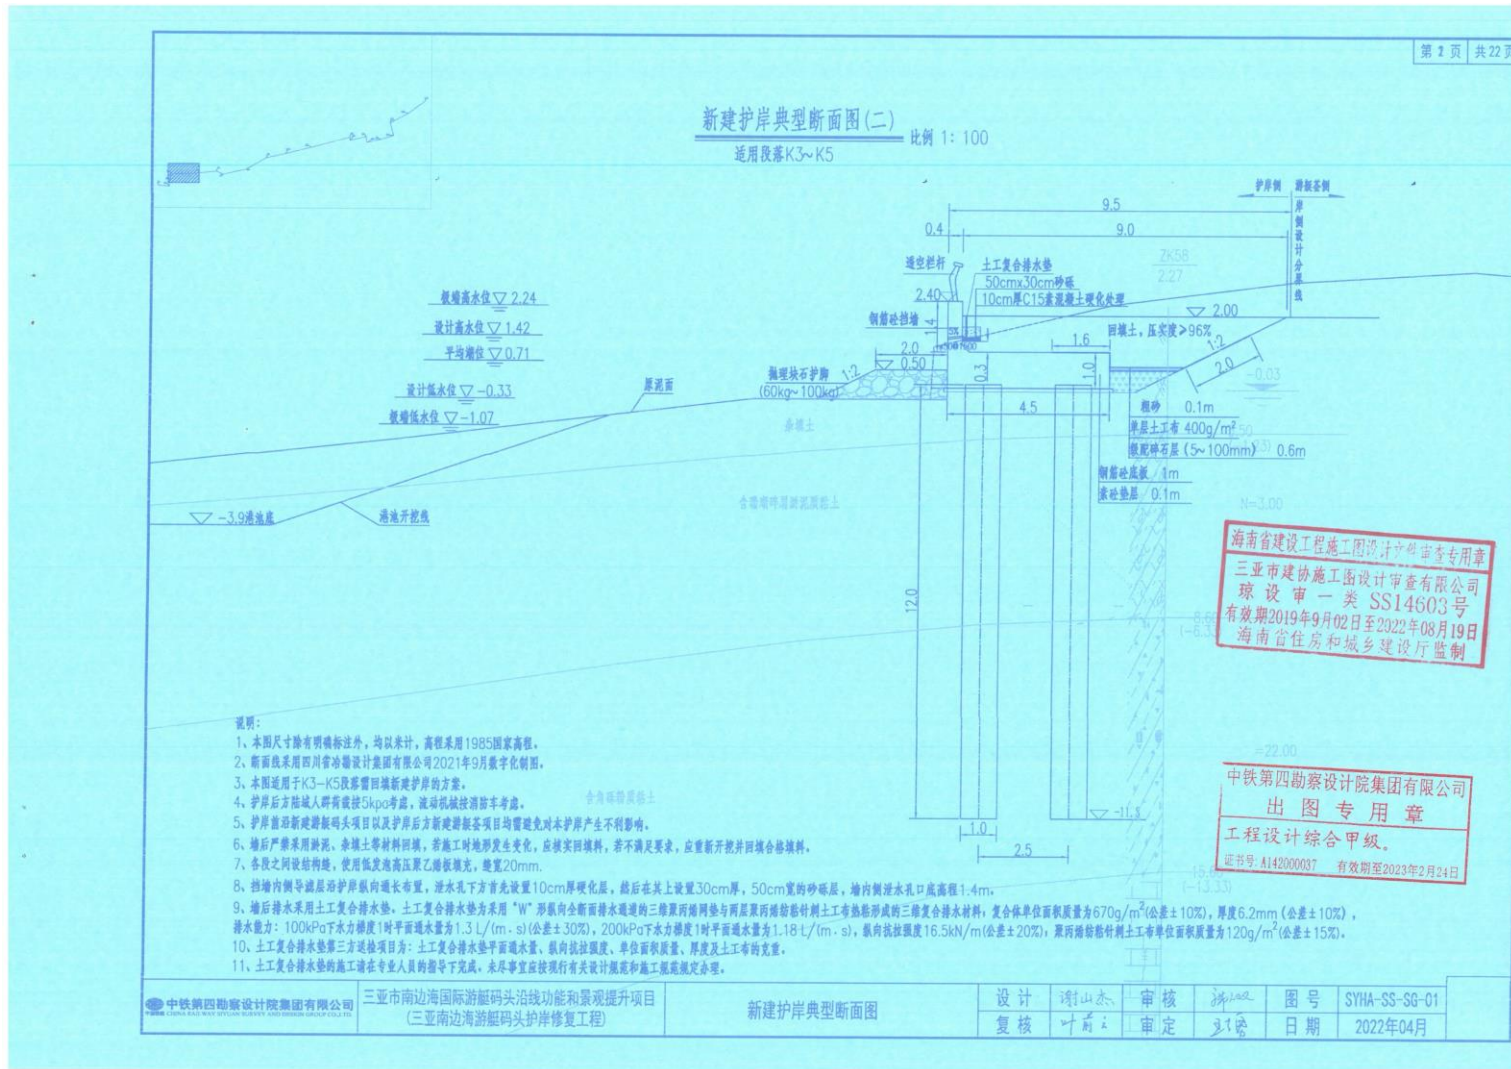 第 2 页 共 22 页
新建护岸典型断面图(二) 比例 1: 100
适用段落K3~K5
护岸侧 游艇荟侧
岸侧设计分界线
9.5
0.4 9.0
ZK58
2.27
透空栏杆
土工复合排水垫
50cmx30cm砂砾
10cm厚C15素混凝土硬化处理
2.40
1.4
2.00
极端高水位 2.24
设计高水位 1.42
平均潮位 0.71
设计低水位 -0.33
极端低水位 -1.07
钢筋砼挡墙
回填土,压实度≥96%
2.0
0.50
1:2
1.6
0.3
1.0
1:2
2.0
-0.03
原泥面
抛理块石护脚
(60kg~100kg)
4.5
粗砂 0.1m
单层土工布 400g/m²
级配碎石层 (5~100mm) 0.6m
钢筋砼底板 1m
素砼垫层 0.1m
杂填土
-3.9港池底
港池开挖线
N=3.00
12.0
=22.00
-11.5
1.0
2.5
(-13.33)
海南省建设工程施工图设计文件审查专用章
三亚市建协施工图设计审查有限公司
琼设审一类 SS14603号
有效期2019年9月02日至2022年08月19日
海南省住房和城乡建设厅监制
中铁第四勘察设计院集团有限公司
出图专用章
工程设计综合甲级。
证书号: A142000037 有效期至2023年2月24日
说明:
1、本图尺寸除有明确标注外,均以米计,高程采用1985国家高程。
2、断面线采用四川省冶勘设计集团有限公司2021年9月数字化制图。
3、本图适用于K3-K5段落需回填新建护岸的方案。
4、护岸后方陆域人群荷载按5kpa考虑,流动机械按消防车考虑。
5、护岸前沿新建游艇码头项目以及护岸后方新建游艇荟项目均需避免对本护岸产生不利影响。
6、墙后严禁采用淤泥、杂填土等材料回填,若施工时地形发生变化,应核实回填料,若不满足要求,应重新开挖并回填合格填料。
7、各段之间设结构缝,使用低发泡高压聚乙烯板填充,缝宽20mm.
8、挡墙内侧导滤层沿护岸纵向通长布置,泄水孔下方首先设置10cm厚硬化层,然后在其上设置30cm厚,50cm宽的砂砾层,墙内侧泄水孔口底高程1.4m。
9、墙后排水采用土工复合排水垫。土工复合排水垫为采用"W"形纵向全断面排水通道的三维聚丙烯网垫与两层聚丙烯纺粘针刺土工布热粘形成的三维复合排水材料;复合体单位面积质量为670g/m²(公差±10%),厚度6.2mm (公差±10%),
排水能力:100kPa下水力梯度1时平面通水量为1.3 L/(m·s)(公差±30%),200kPa下水力梯度1时平面通水量为1.18 L/(m·s),纵向抗拉强度16.5kN/m(公差±20%);聚丙烯纺粘针刺土工布单位面积质量为120g/m²(公差±15%)。
10、土工复合排水垫第三方送检项目为:土工复合排水垫平面通水量、纵向抗拉强度、单位面积质量、厚度及土工布的克重。
11、土工复合排水垫的施工请在专业人员的指导下完成。未尽事宜应按现行有关设计规范和施工规范规定办理。
中铁第四勘察设计院集团有限公司
CHINA RAILWAY SIYUAN SURVEY AND DESIGN GROUP CO.,LTD.
三亚市南边海国际游艇码头沿线功能和景观提升项目
(三亚南边海游艇码头护岸修复工程)
新建护岸典型断面图
设计 谢山杰 审核 图号 SYHA-SS-SG-01
复核 审定 日期 2022年04月